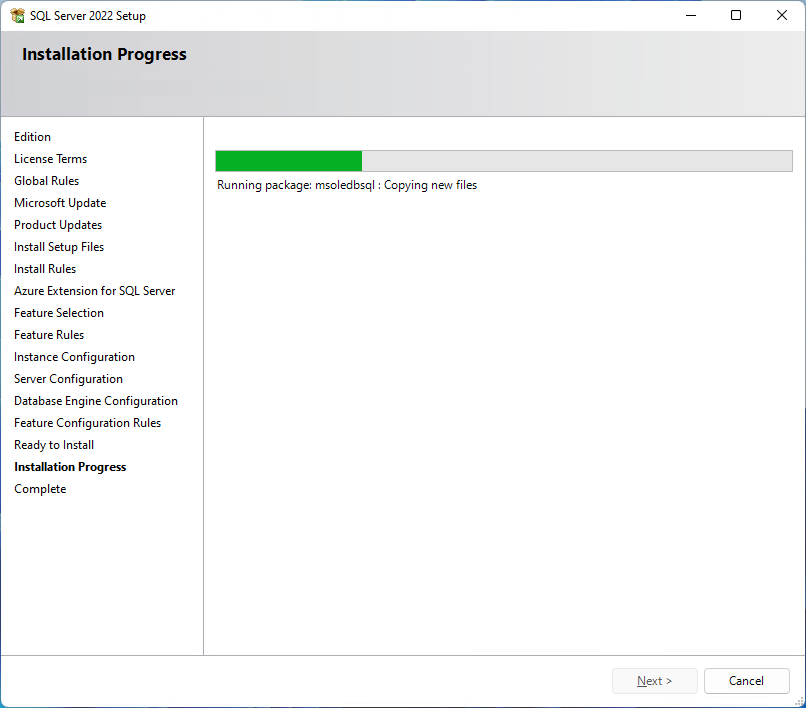 SQL Server 2022 Setup
Installation Progress
Edition
License Terms
Global Rules
Microsoft Update
Product Updates
Install Setup Files
Install Rules
Azure Extension for SQL Server
Feature Selection
Feature Rules
Instance Configuration
Server Configuration
Database Engine Configuration
Feature Configuration Rules
Ready to Install
Installation Progress
Complete
Running package: msoledbsql : Copying new files
Next >
Cancel